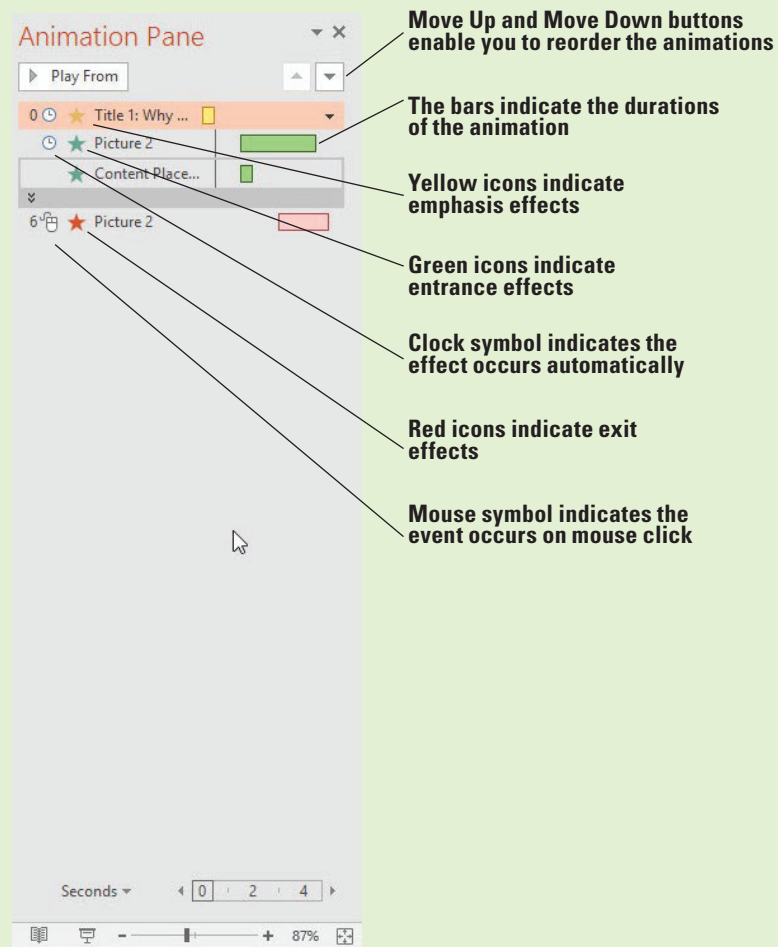 Animation Pane
Play From
0 Title 1: Why ...
Picture 2
Content Place...
6 Picture 2
Seconds 0 2 4
87%
Move Up and Move Down buttons
enable you to reorder the animations
The bars indicate the durations
of the animation
Yellow icons indicate
emphasis effects
Green icons indicate
entrance effects
Clock symbol indicates the
effect occurs automatically
Red icons indicate exit
effects
Mouse symbol indicates the
event occurs on mouse click